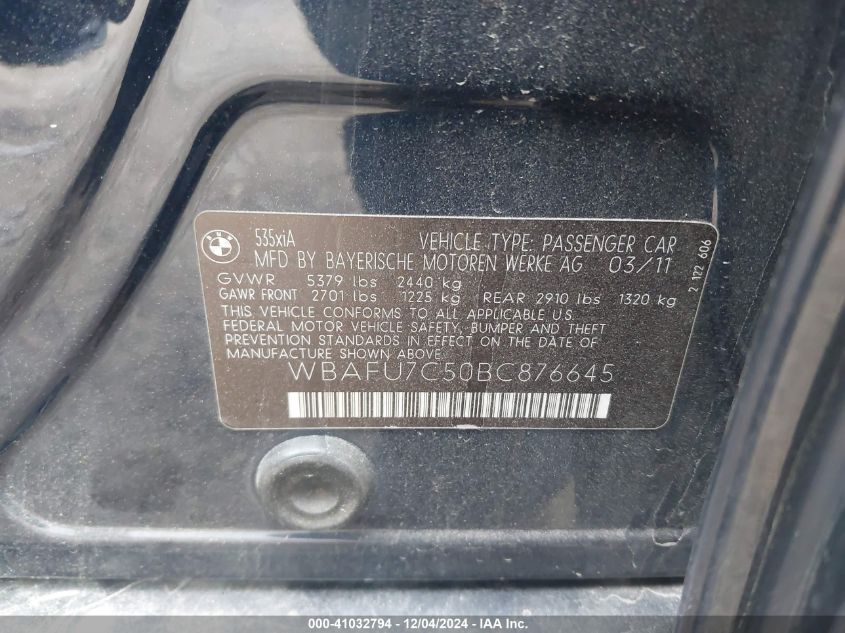 BMW
535xiA VEHICLE TYPE: PASSENGER CAR
MFD BY BAYERISCHE MOTOREN WERKE AG 03/11
GVWR 5379 lbs 2440 kg
GAWR FRONT 2701 lbs 1225 kg REAR 2910 lbs 1320 kg
THIS VEHICLE CONFORMS TO ALL APPLICABLE U.S.
FEDERAL MOTOR VEHICLE SAFETY, BUMPER AND THEFT
PREVENTION STANDARDS IN EFFECT ON THE DATE OF
MANUFACTURE SHOWN ABOVE.
WBAFU7C50BC876645
2 122 606
000-41032794 - 12/04/2024 - IAAI.COM